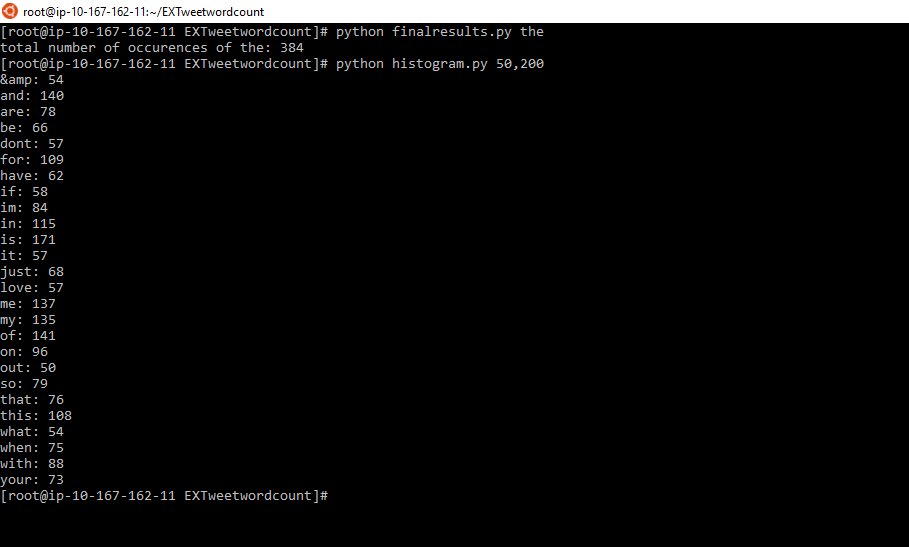 root@ip-10-167-162-11:~/EXTweetwordcount
[root@ip-10-167-162-11 EXTweetwordcount]# python finalresults.py the
total number of occurences of the: 384
[root@ip-10-167-162-11 EXTweetwordcount]# python histogram.py 50,200
&amp: 54
and: 140
are: 78
be: 66
dont: 57
for: 109
have: 62
if: 58
im: 84
in: 115
is: 171
it: 57
just: 68
love: 57
me: 137
my: 135
of: 141
on: 96
out: 50
so: 79
that: 76
this: 108
what: 54
when: 75
with: 88
your: 73
[root@ip-10-167-162-11 EXTweetwordcount]#